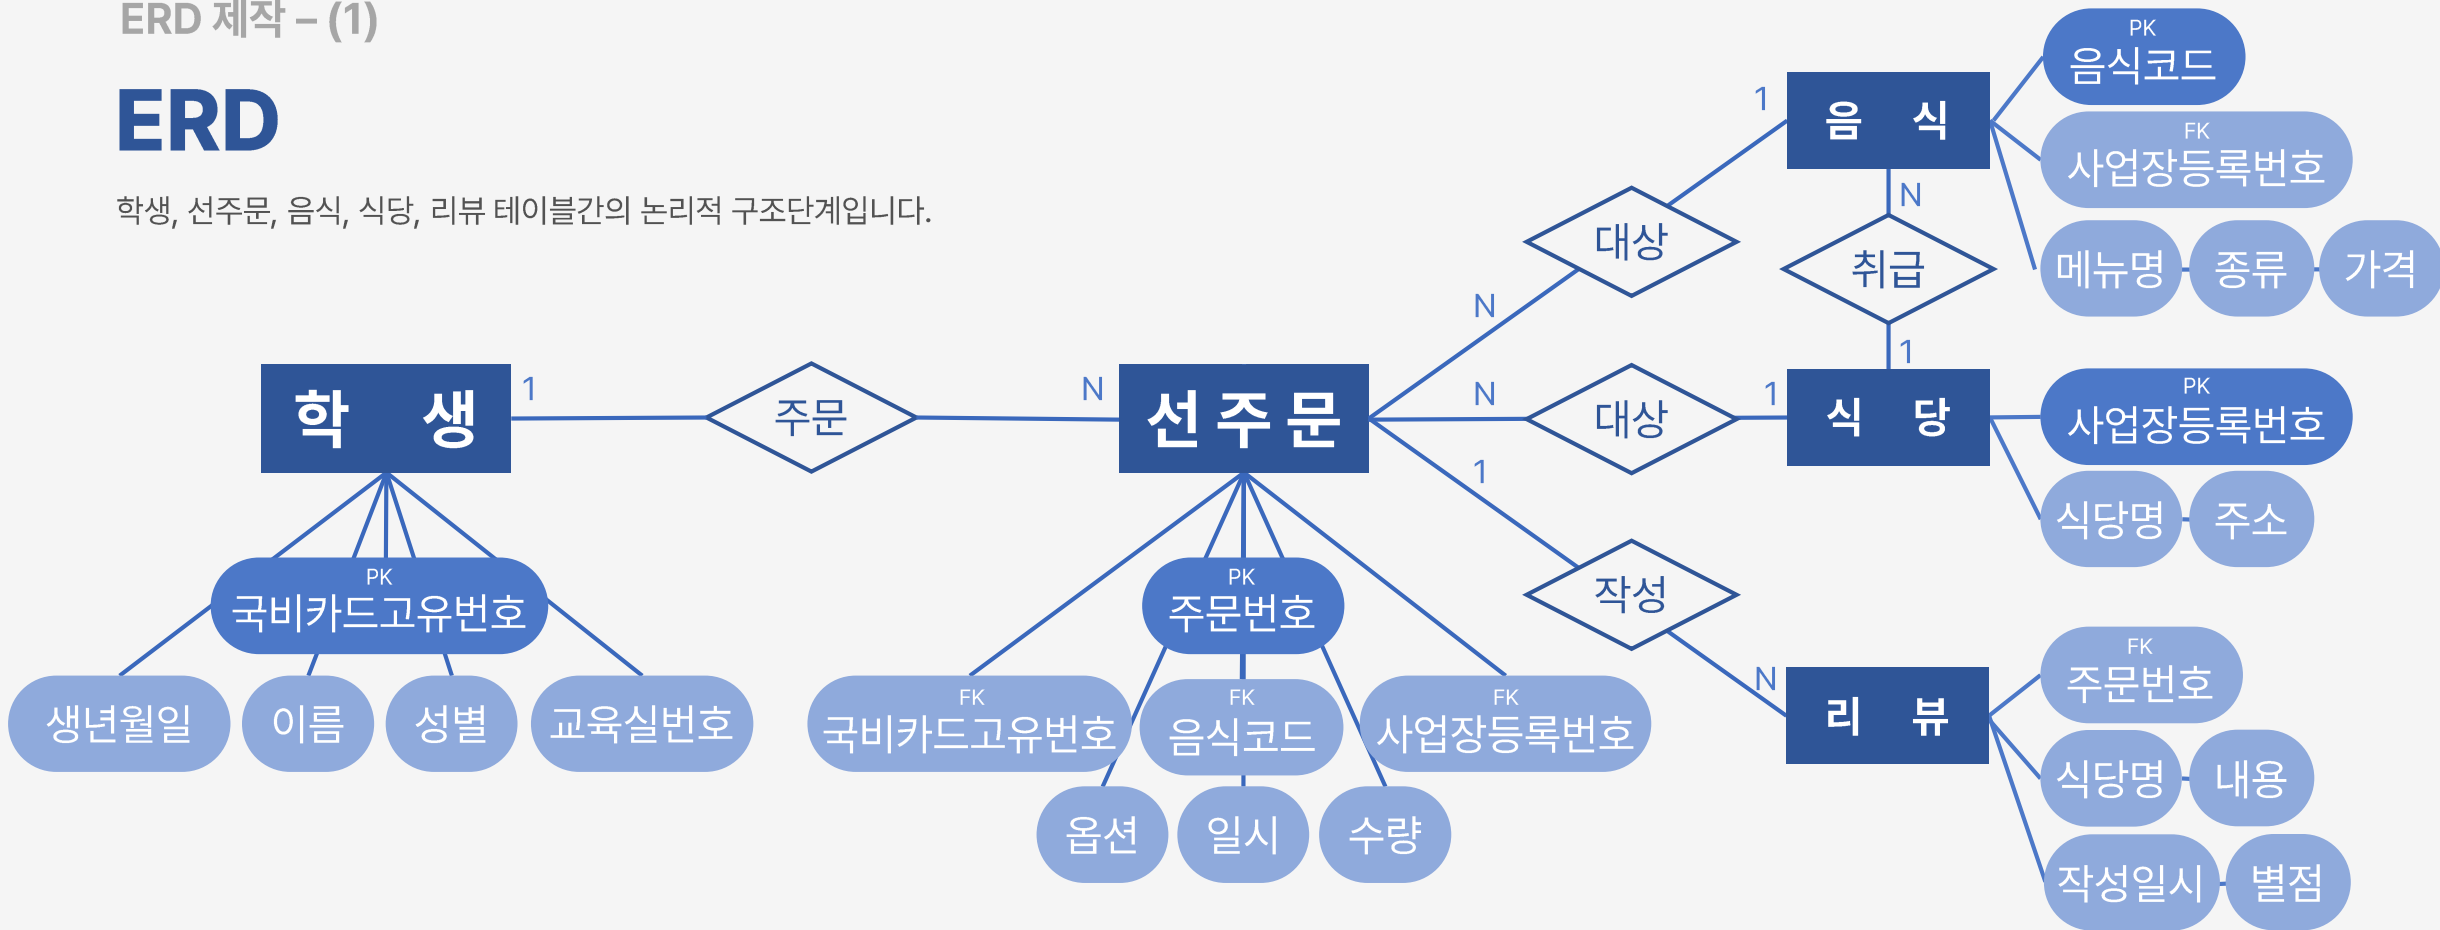 ERD 제작 – (1)
ERD
학생, 선주문, 음식, 식당, 리뷰 테이블간의 논리적 구조단계입니다.
학 생
1
주문
N
선주문
PK
국비카드고유번호
생년월일
이름
성별
교육실번호
PK
주문번호
FK
국비카드고유번호
FK
음식코드
FK
사업장등록번호
옵션
일시
수량
N
대상
1
음 식
PK
음식코드
FK
사업장등록번호
메뉴명
종류
가격
N
취급
1
N
대상
1
식 당
PK
사업장등록번호
식당명
주소
1
작성
N
리 뷰
FK
주문번호
식당명
내용
작성일시
별점